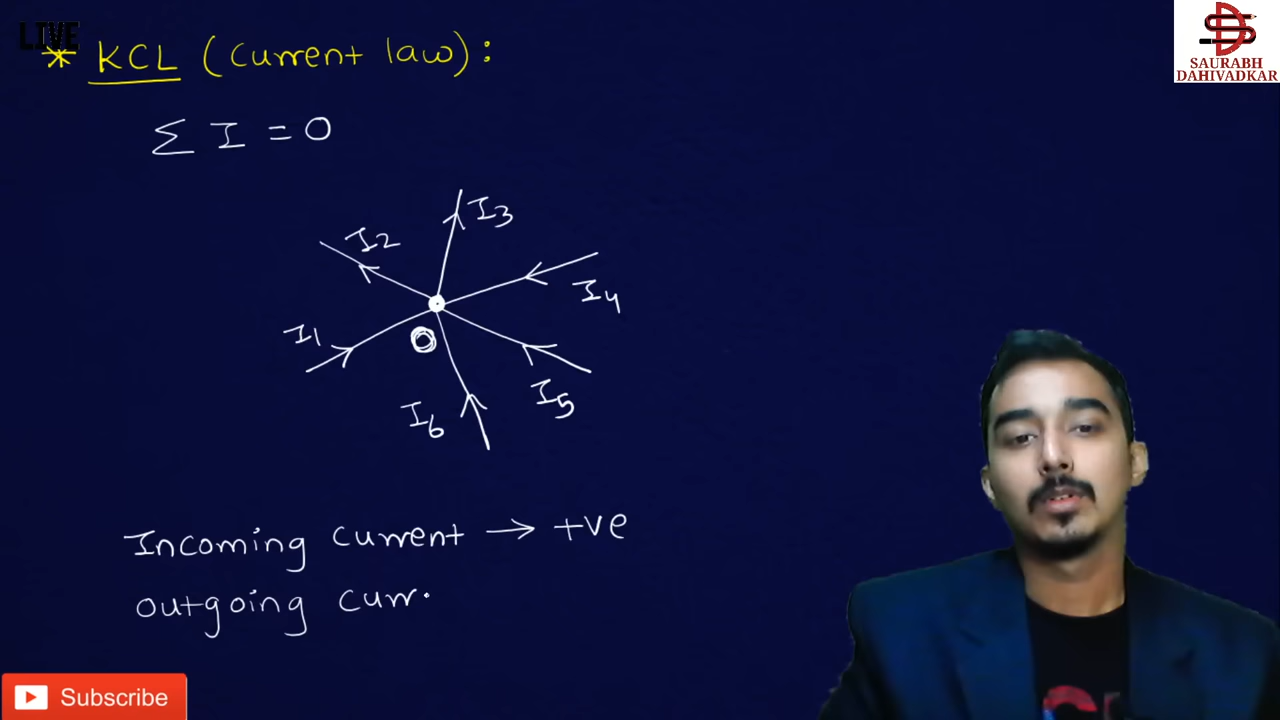 LIVE
* KCL (Current law) :
SAURABH
DAHIVADKAR
Σ I = 0
I3
I2
I4
I1
I5
I6
Incoming current → +ve
outgoing curr
Subscribe